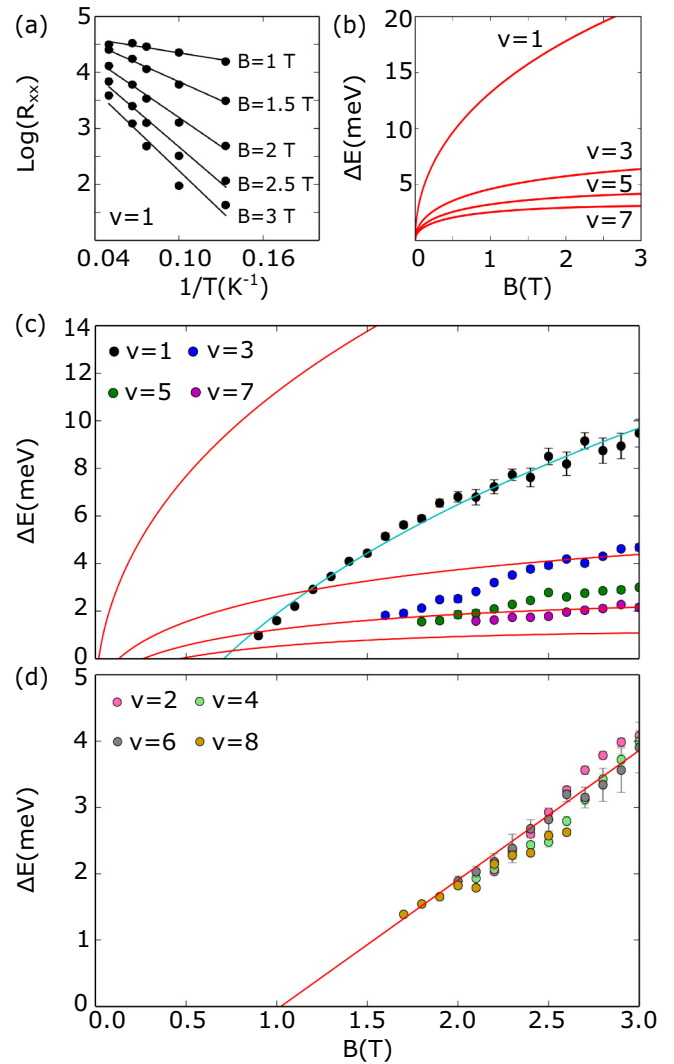 (a)
Log(Rxx)
5
4
3
2
B=1 T
B=1.5 T
B=2 T
B=2.5 T
B=3 T
ν=1
0.04 0.10 0.16
1/T(K-1)
(b)
ΔE(meV)
20
15
10
5
ν=1
ν=3
ν=5
ν=7
0 1 2 3
B(T)
(c)
ΔE(meV)
14
12
10
8
6
4
2
0
ν=1 ν=3
ν=5 ν=7
(d)
ΔE(meV)
5
4
3
2
1
0
ν=2 ν=4
ν=6 ν=8
0.0 0.5 1.0 1.5 2.0 2.5 3.0
B(T)